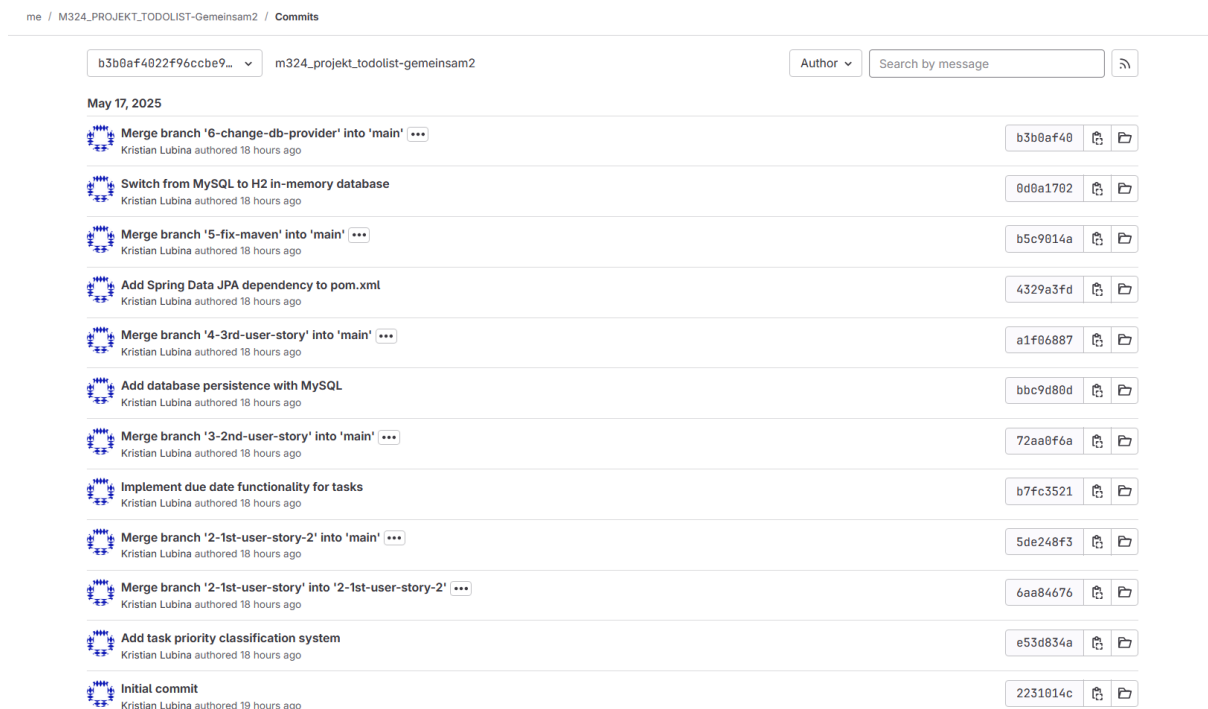 me / M324_PROJEKT_TODOLIST-Gemeinsam2 / Commits
b3b0af4022f96ccbe9… m324_projekt_todolist-gemeinsam2 Author Search by message
May 17, 2025
Merge branch '6-change-db-provider' into 'main' •••
Kristian Lubina authored 18 hours ago
b3b0af40
Switch from MySQL to H2 in-memory database
Kristian Lubina authored 18 hours ago
0d0a1702
Merge branch '5-fix-maven' into 'main' •••
Kristian Lubina authored 18 hours ago
b5c9014a
Add Spring Data JPA dependency to pom.xml
Kristian Lubina authored 18 hours ago
4329a3fd
Merge branch '4-3rd-user-story' into 'main' •••
Kristian Lubina authored 18 hours ago
a1f06887
Add database persistence with MySQL
Kristian Lubina authored 18 hours ago
bbc9d80d
Merge branch '3-2nd-user-story' into 'main' •••
Kristian Lubina authored 18 hours ago
72aa0f6a
Implement due date functionality for tasks
Kristian Lubina authored 18 hours ago
b7fc3521
Merge branch '2-1st-user-story-2' into 'main' •••
Kristian Lubina authored 18 hours ago
5de248f3
Merge branch '2-1st-user-story' into '2-1st-user-story-2' •••
Kristian Lubina authored 18 hours ago
6aa84676
Add task priority classification system
Kristian Lubina authored 18 hours ago
e53d834a
Initial commit
Kristian Lubina authored 19 hours ago
2231014c